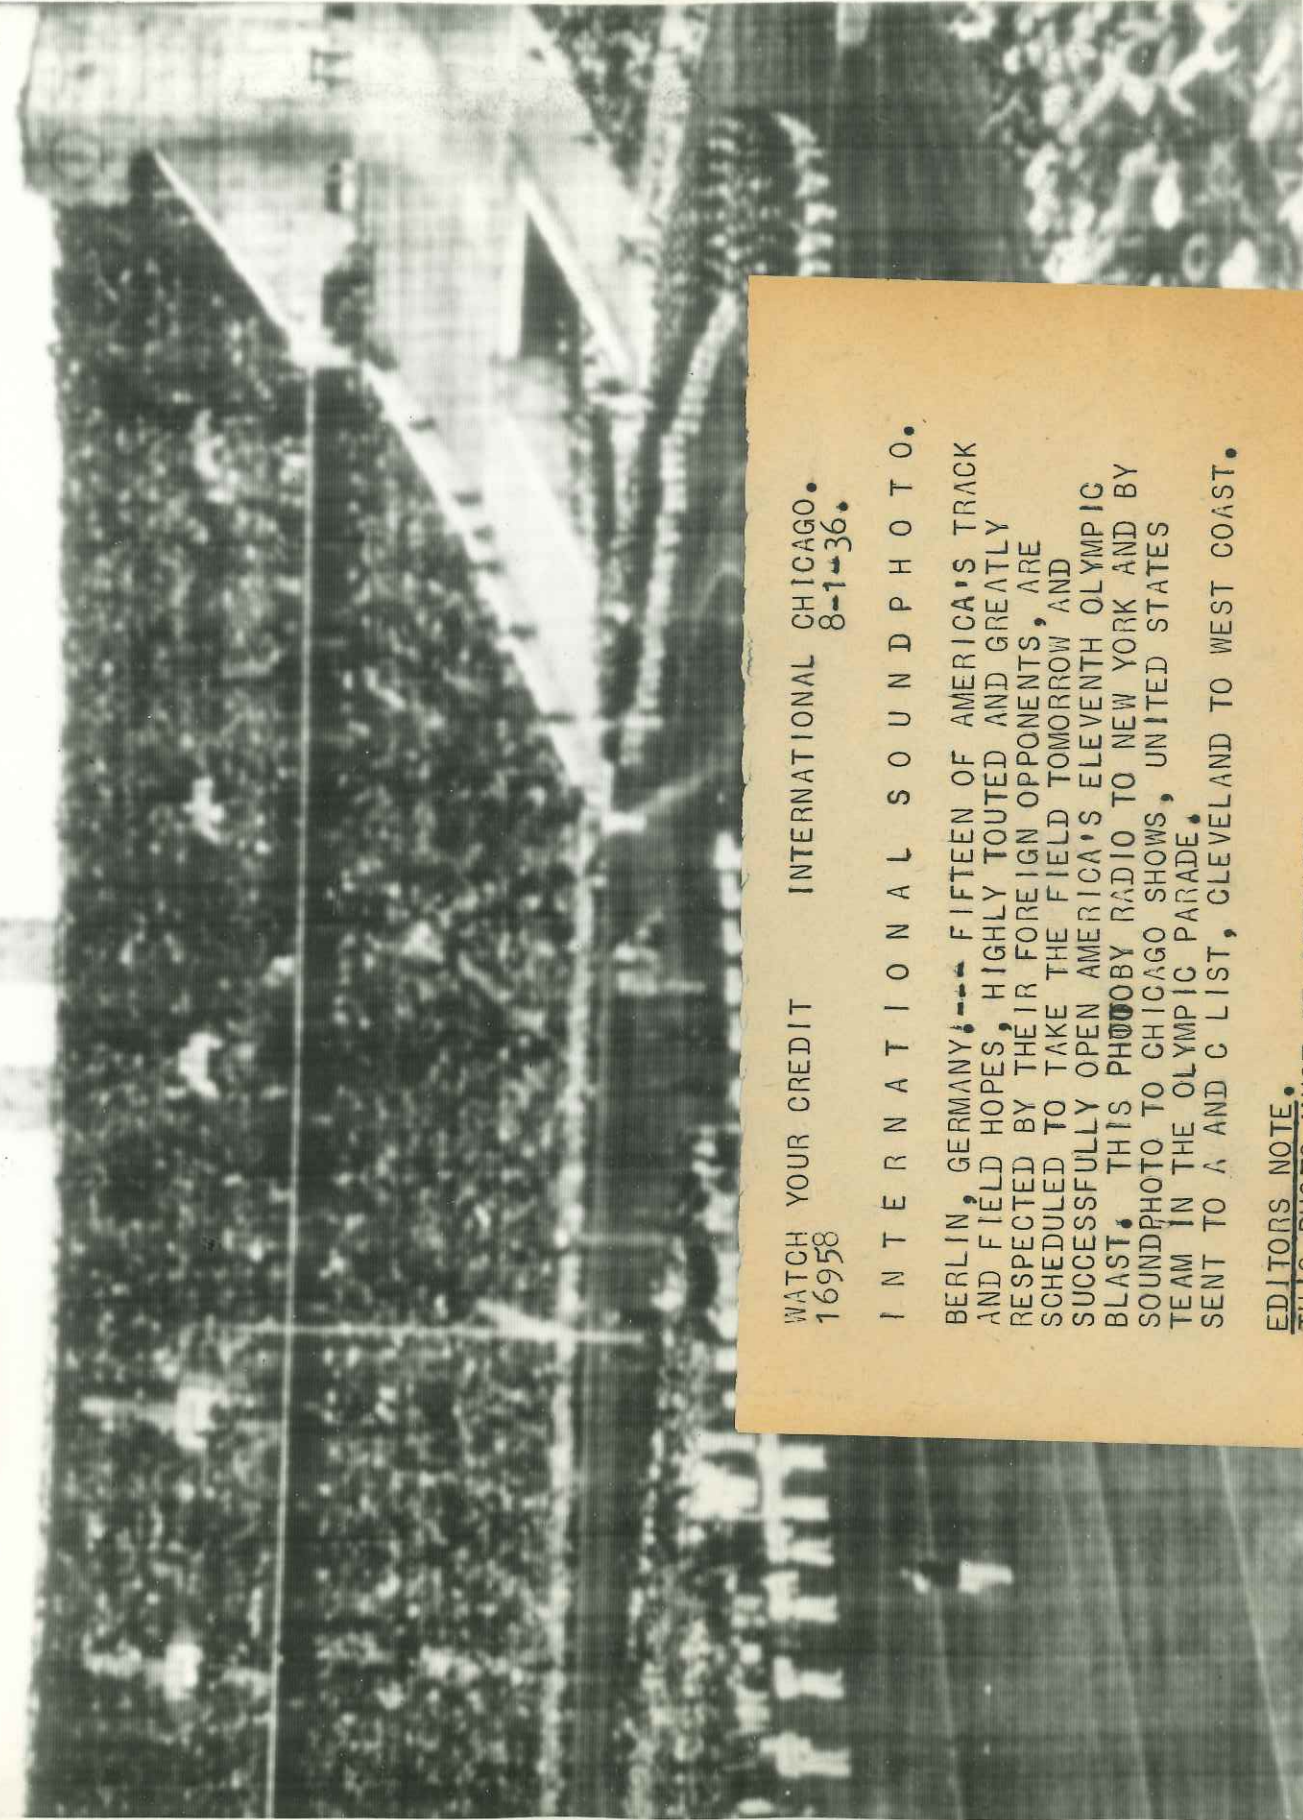 WATCH YOUR CREDIT INTERNATIONAL CHICAGO.
16958 8-1-36.
I N T E R N A T I O N A L S O U N D P H O T O.
BERLIN, GERMANY.--- FIFTEEN OF AMERICA'S TRACK
AND FIELD HOPES, HIGHLY TOUTED AND GREATLY
RESPECTED BY THEIR FOREIGN OPPONENTS, ARE
SCHEDULED TO TAKE THE FIELD TOMORROW AND
SUCCESSFULLY OPEN AMERICA'S ELEVENTH OLYMPIC
BLAST. THIS BY RADIO TO NEW YORK AND BY
SOUNDPHOTO TO CHICAGO SHOWS, UNITED STATES
TEAM IN THE OLYMPIC PARADE.
SENT TO A AND C LIST, CLEVELAND TO WEST COAST.
EDITORS NOTE.